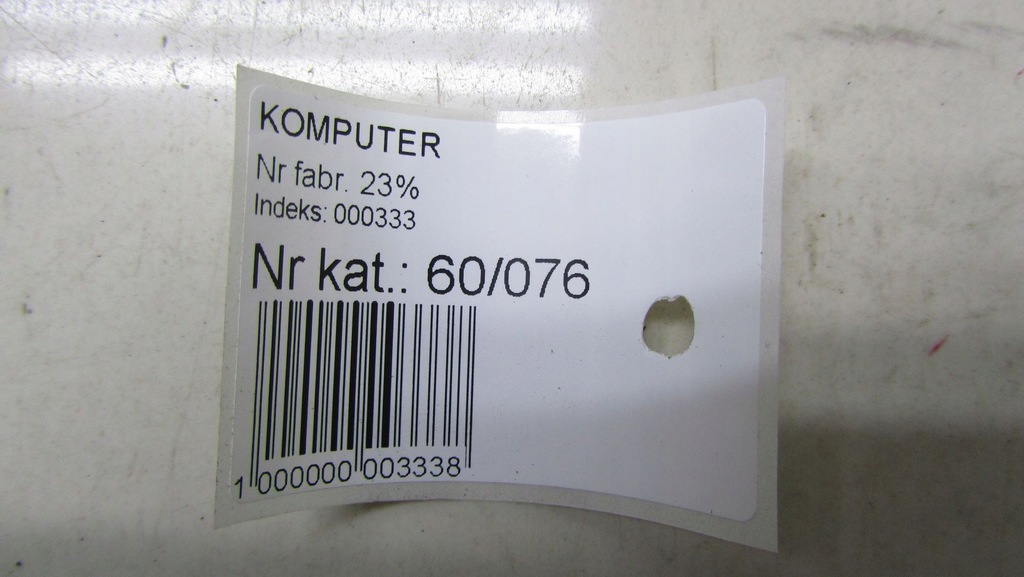 KOMPUTER
Nr fabr. 23%
Indeks: 000333
Nr kat.: 60/076
1 000000 003338